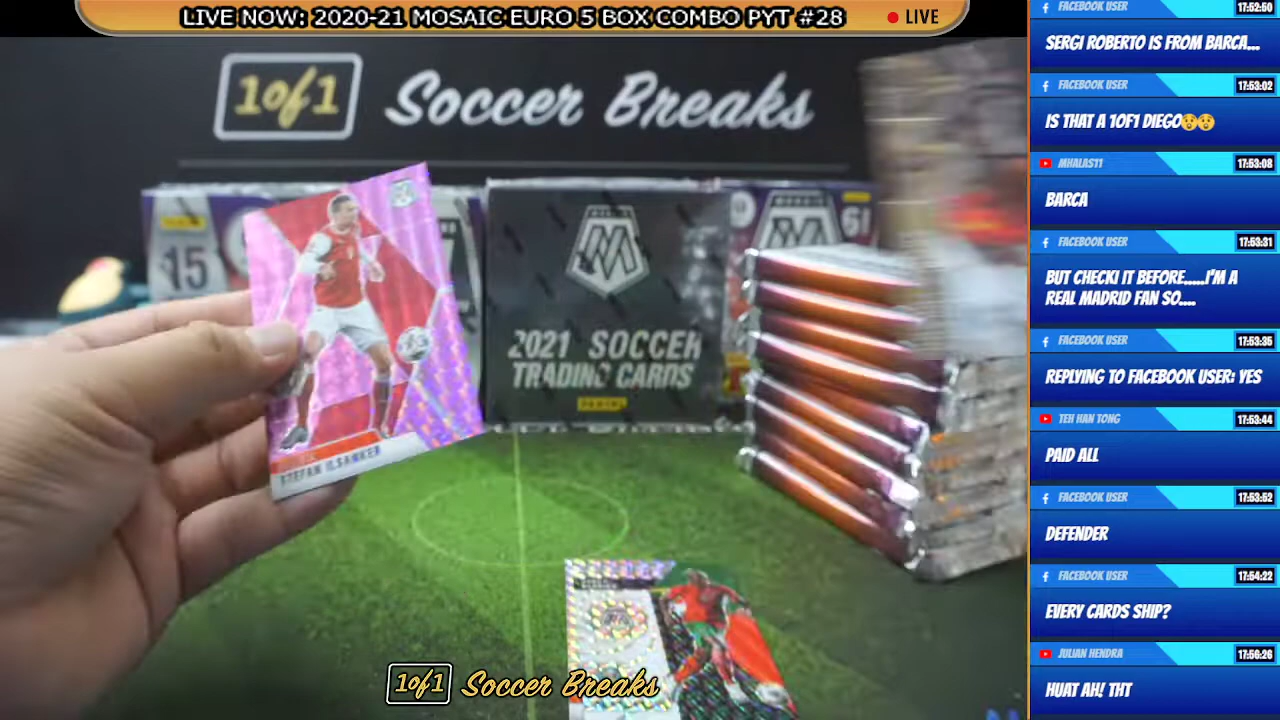 LIVE NOW: 2020-21 MOSAIC EURO 5 BOX COMBO PYT #28
LIVE
1of1 Soccer Breaks
15
61
2021 SOCCER
TRADING CARDS
PANINI
STEFAN ILSANKER
1of1 Soccer Breaks
FACEBOOK USER 17:52:50
SERGI ROBERTO IS FROM BARCA...
FACEBOOK USER 17:53:02
IS THAT A 1OF1 DIEGO😲😲
MHALAS11 17:53:08
BARCA
FACEBOOK USER 17:53:31
BUT CHECKI IT BEFORE.....I'M A
REAL MADRID FAN SO....
FACEBOOK USER 17:53:35
REPLYING TO FACEBOOK USER: YES
TEH HAN TONG 17:53:44
PAID ALL
FACEBOOK USER 17:53:52
DEFENDER
FACEBOOK USER 17:54:22
EVERY CARDS SHIP?
JULIAN HENDRA 17:56:26
HUAT AH! THT